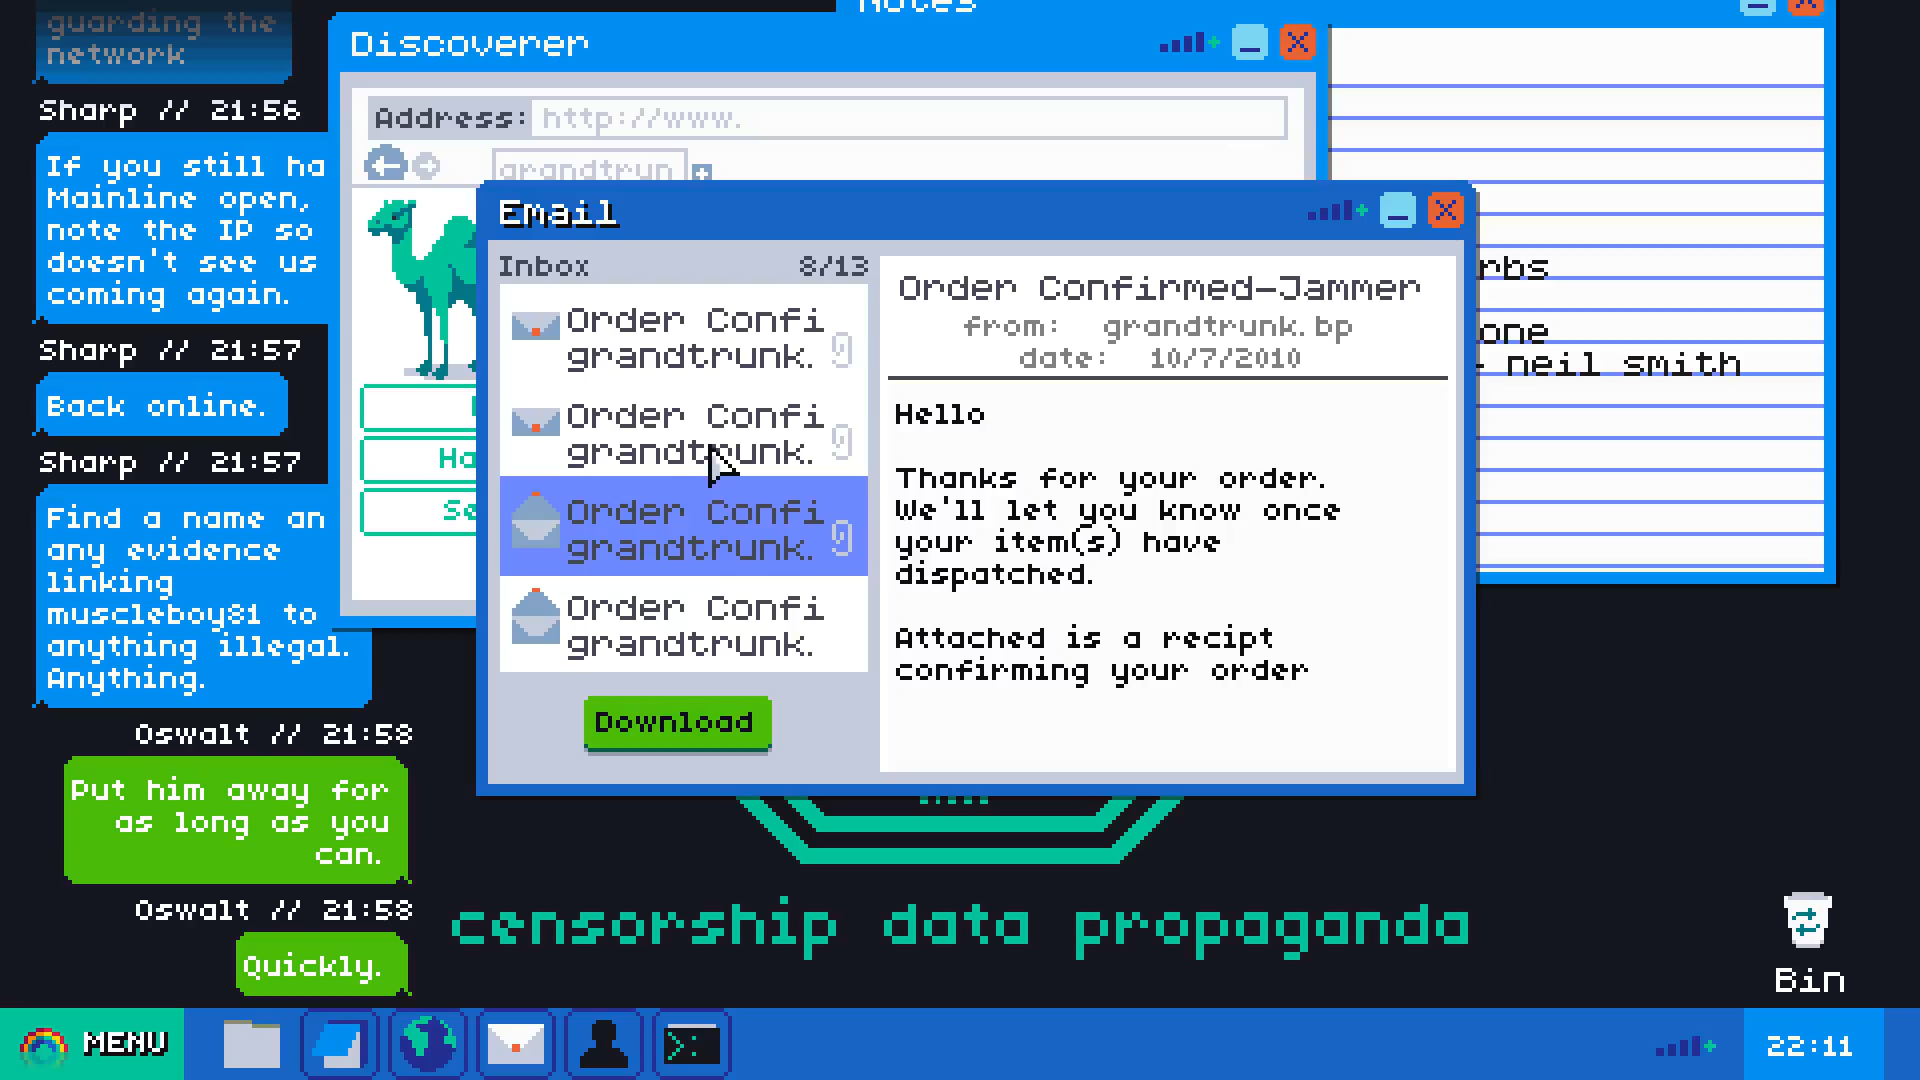 guarding the
network
Sharp // 21:56
If you still ha
Mainline open,
note the IP so
doesn't see us
coming again.
Sharp // 21:57
Back online.
Sharp // 21:57
Find a name an
any evidence
linking
muscleboy81 to
anything illegal.
Anything.
Oswalt // 21:58
Put him away for
as long as you
can.
Oswalt // 21:58
Quickly.
Discoverer
Address: http://www.
grandtrun
Ha
Se
Notes
rbs
one
- neil smith
Email
Inbox 8/13
Order Confi
grandtrunk.
Order Confi
grandtrunk.
Order Confi
grandtrunk.
Order Confi
grandtrunk.
Download
Order Confirmed-Jammer
from: grandtrunk.bp
date: 10/7/2010
Hello
Thanks for your order.
We'll let you know once
your item(s) have
dispatched.
Attached is a recipt
confirming your order
censorship data propaganda
Bin
MENU
22:11